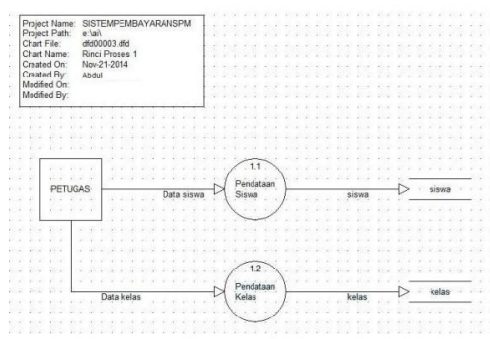 Project Name: SISTEMPEMBAYARANSPM
Project Path: e:\ai\
Chart File: dfd00003.dfd
Chart Name: Rinci Proses 1
Created On: Nov-21-2014
Created By: Abdul
Modified On:
Modified By:
1.1
PETUGAS
Data siswa
Pendataan
Siswa
siswa
siswa
1.2
Data kelas
Pendataan
Kelas
kelas
kelas